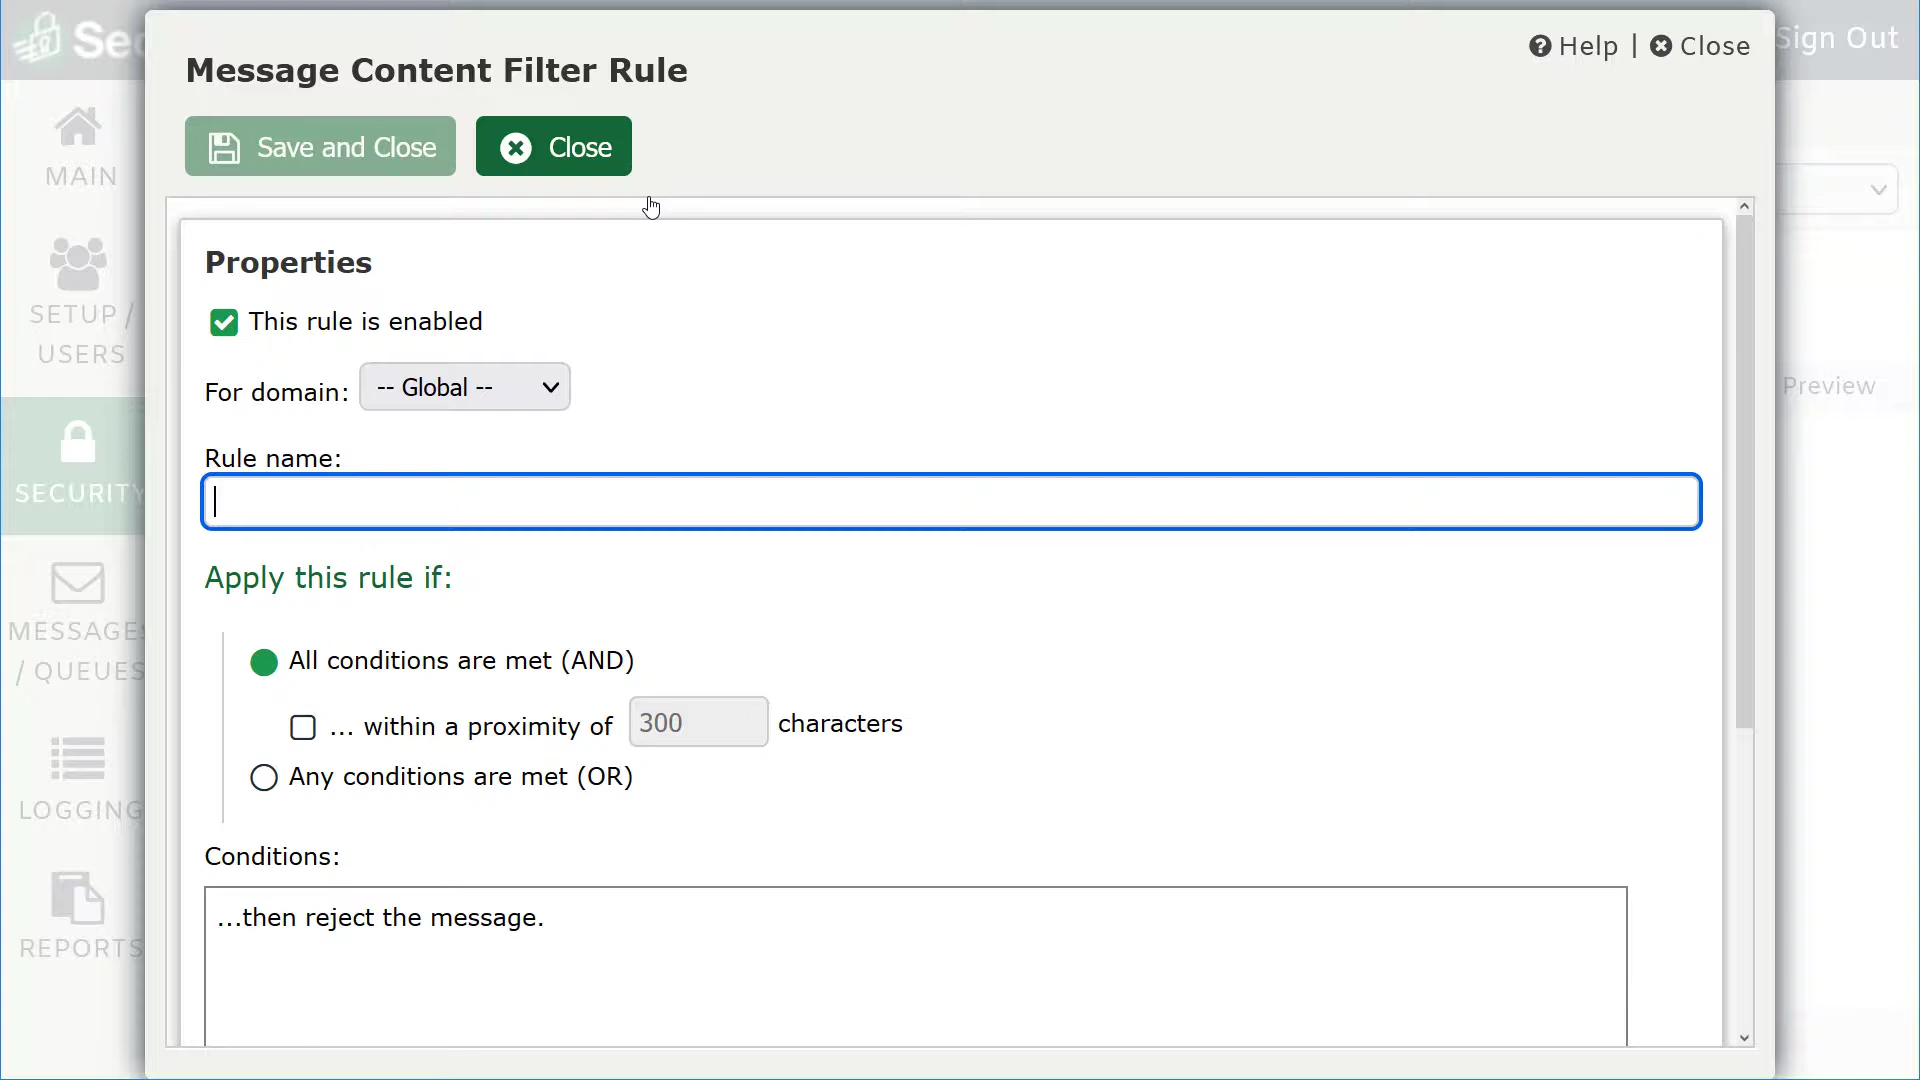 Sec
Help | Close
Sign Out
Message Content Filter Rule
Save and Close
Close
MAIN
SETUP /
USERS
SECURITY
MESSAGES
/ QUEUES
LOGGING
REPORTS
Properties
This rule is enabled
For domain: -- Global --
Preview
Rule name:
Apply this rule if:
All conditions are met (AND)
... within a proximity of 300 characters
Any conditions are met (OR)
Conditions:
...then reject the message.